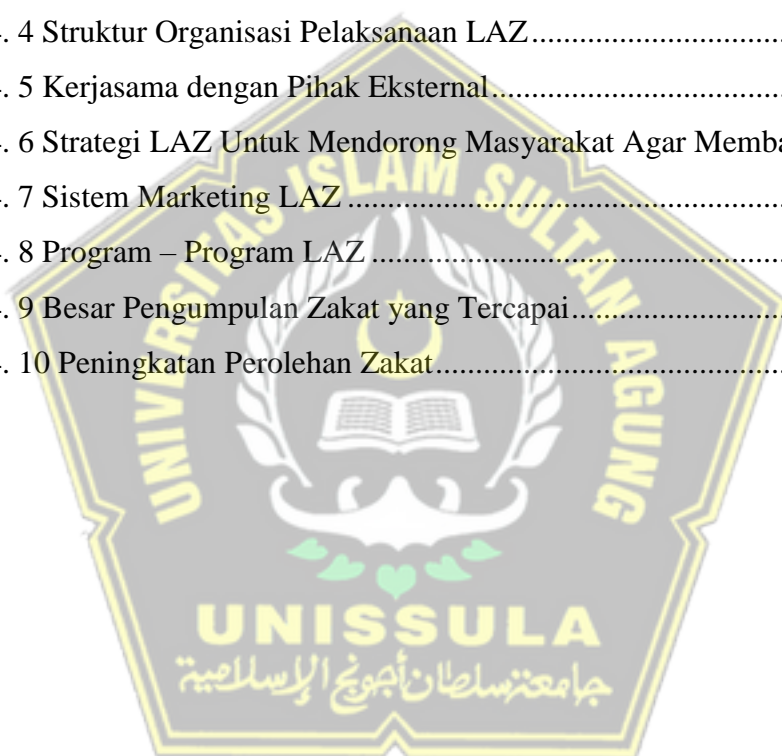 . 4 Struktur Organisasi Pelaksanaan LAZ
. 5 Kerjasama dengan Pihak Eksternal
. 6 Strategi LAZ Untuk Mendorong Masyarakat Agar
. 7 Sistem Marketing LAZ
. 8 Program – Program LAZ
. 9 Besar Pengumpulan Zakat yang Tercapai
. 10 Peningkatan Perolehan Zakat
UNIVERSITAS ISLAM SULTAN AGUNG
UNISSULA
جامعة سلطان أجونج الإسلامية